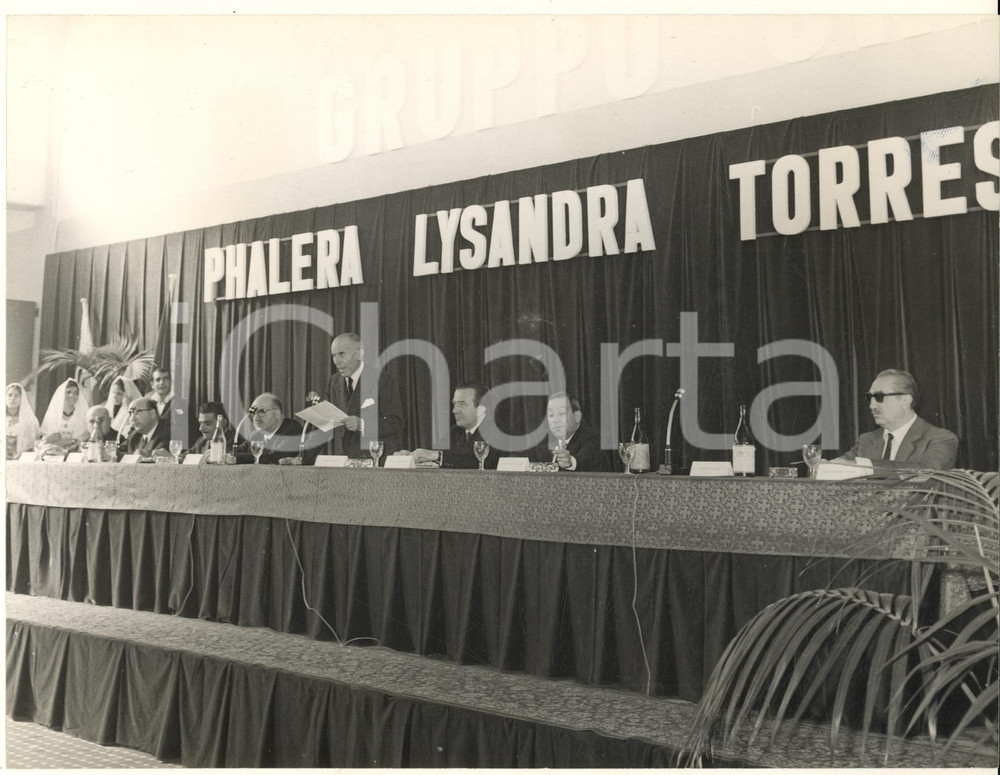 GRUPPO
PHALERA LYSANDRA TORRES
iCharta